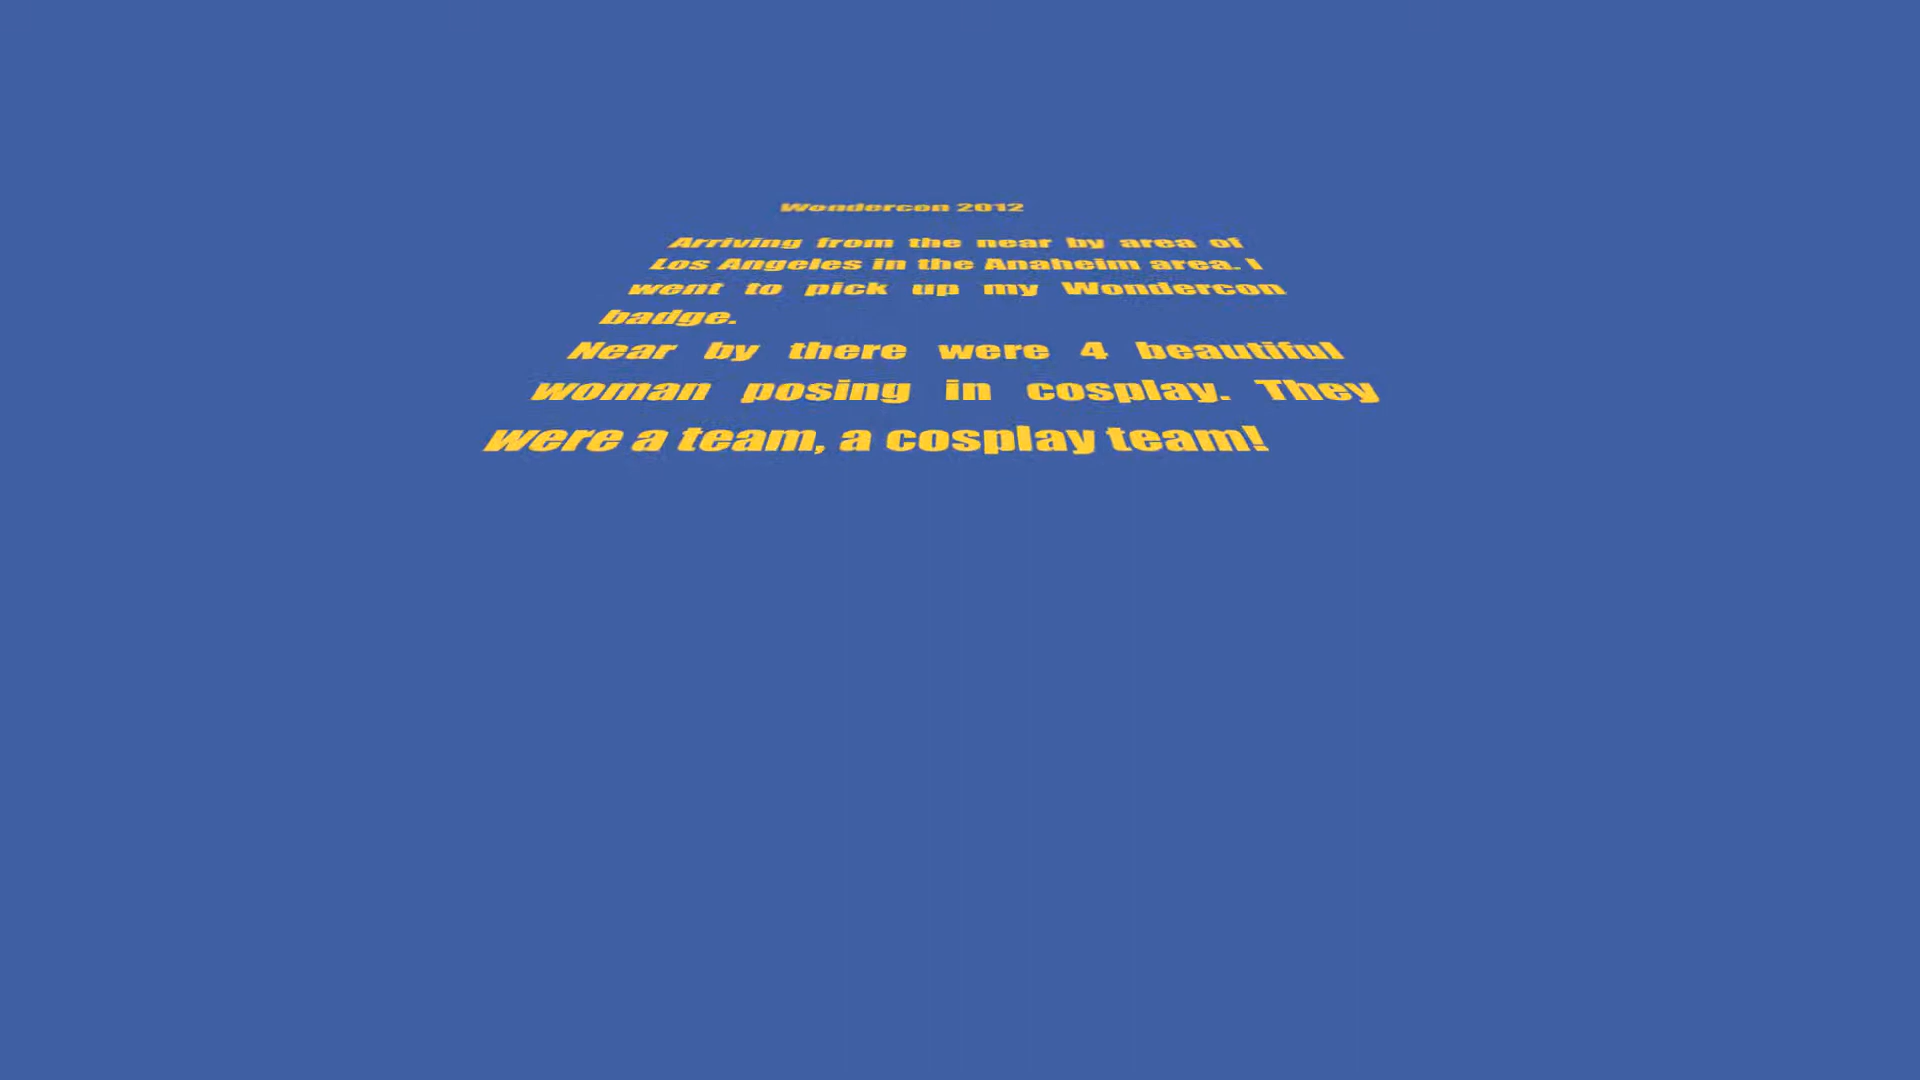 Wondercon 2012
Arriving from the near by area of
Los Angeles in the Anaheim area. I
went to pick up my Wondercon
badge.
Near by there were 4 beautiful
woman posing in cosplay. They
were a team, a cosplay team!